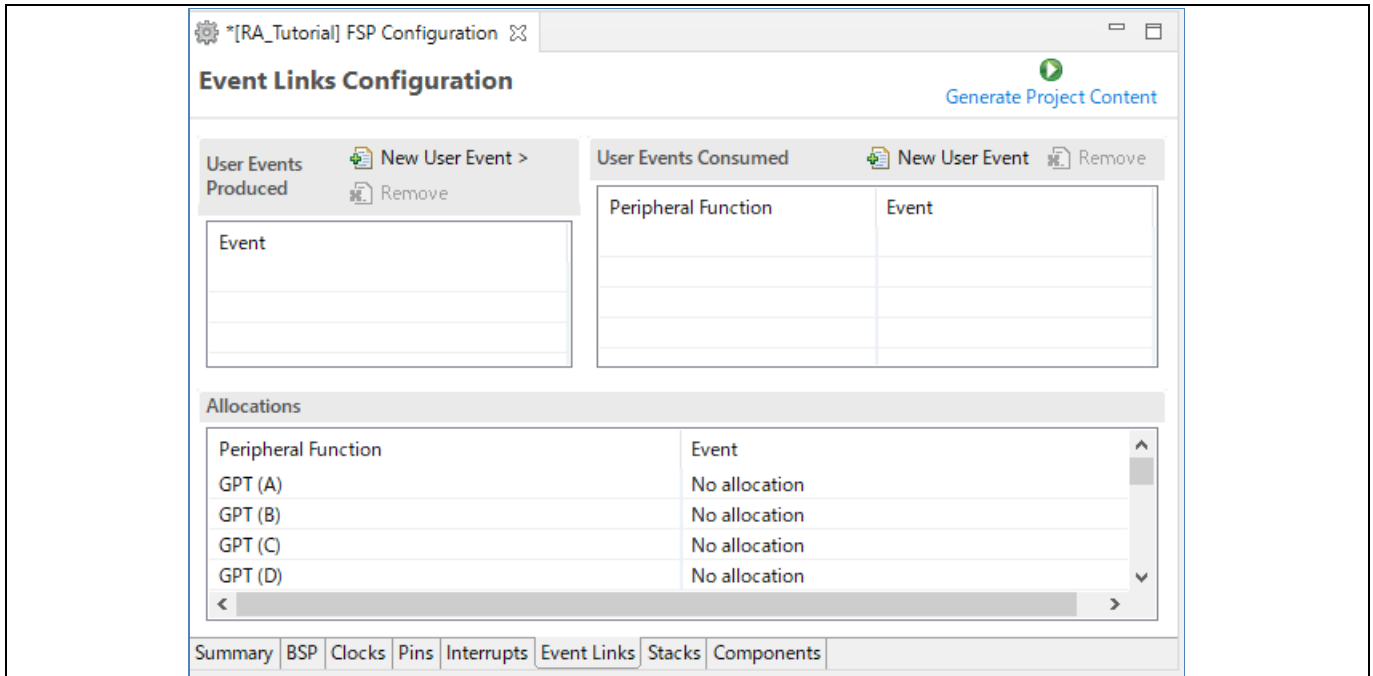 *[RA_Tutorial] FSP Configuration
Event Links Configuration
Generate Project Content
User Events Produced
New User Event >
Remove
Event
User Events Consumed
New User Event
Remove
Peripheral Function Event
Allocations
Peripheral Function Event
GPT (A) No allocation
GPT (B) No allocation
GPT (C) No allocation
GPT (D) No allocation
Summary BSP Clocks Pins Interrupts Event Links Stacks Components